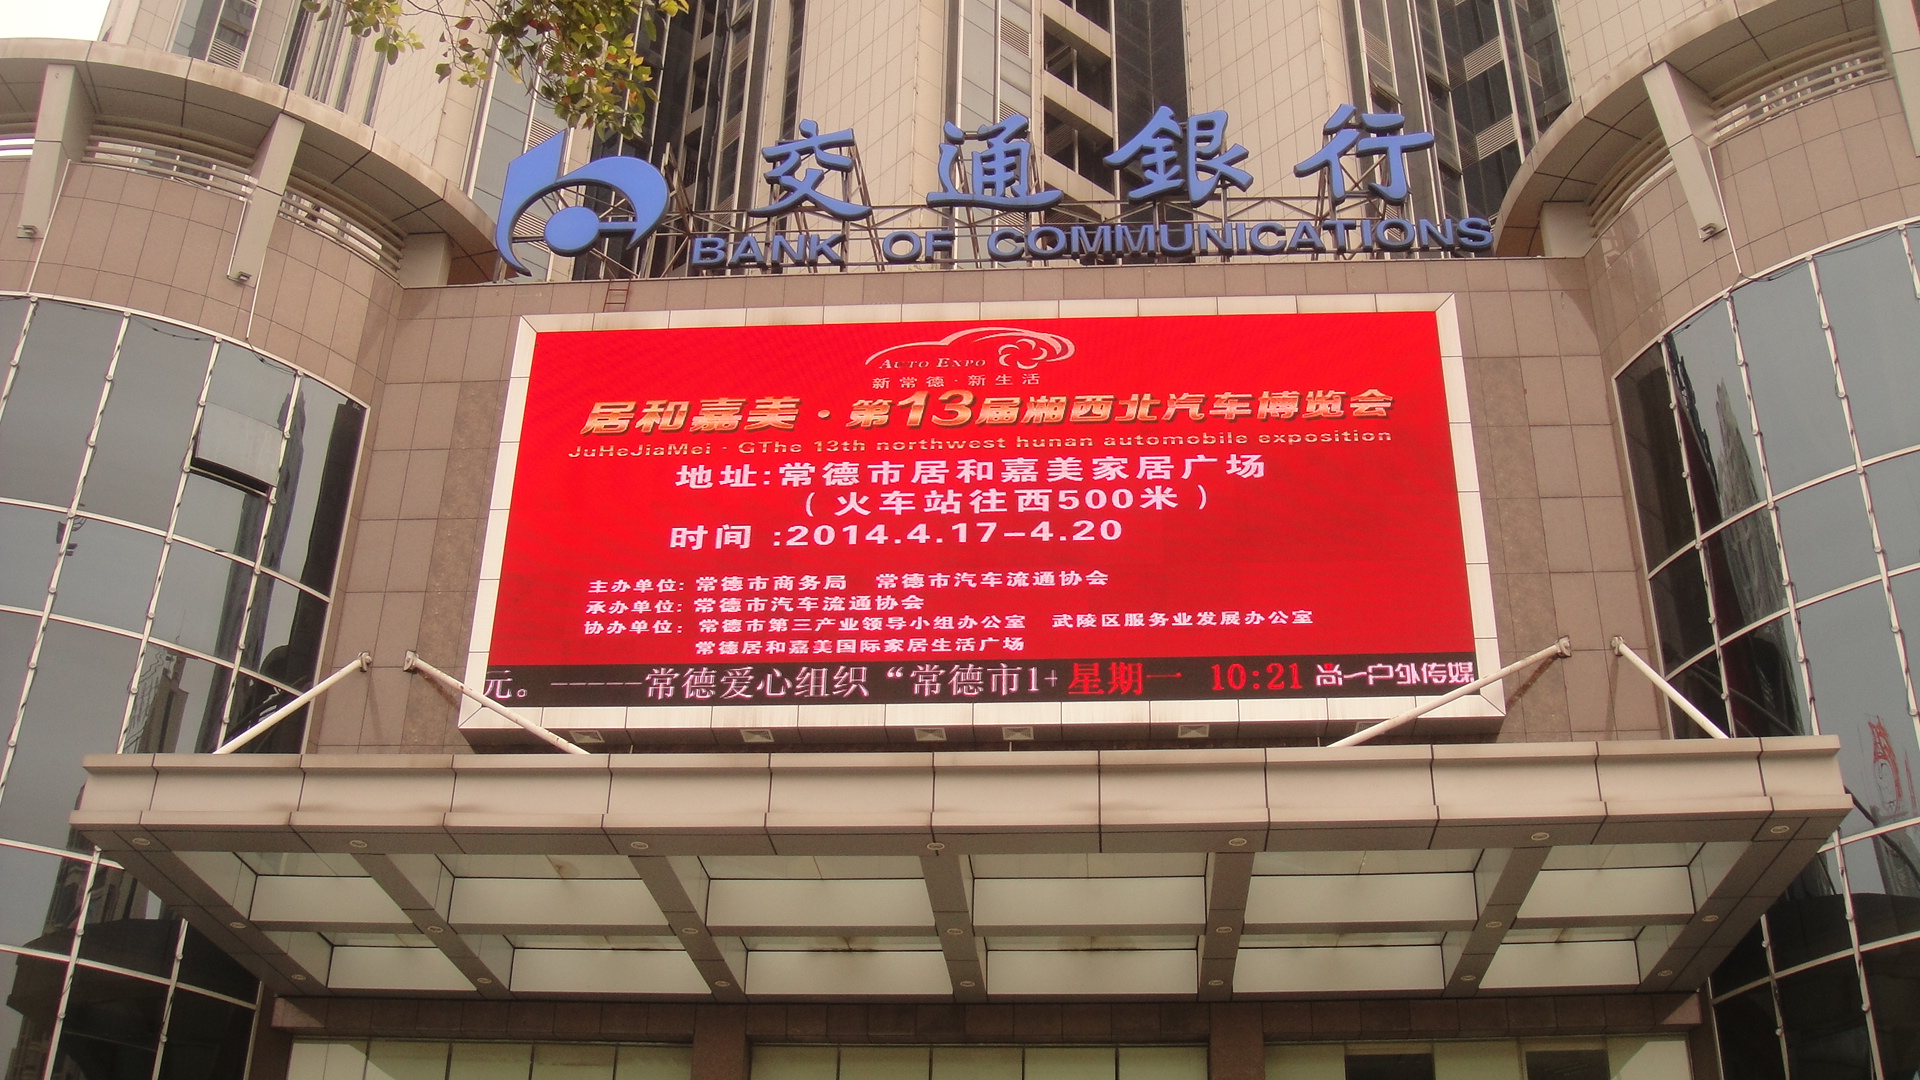 交通銀行
BANK OF COMMUNICATIONS
AUTO EXPO
新常德·新生活
居和嘉美·第13届湘西北汽车博览会
JuHeJiaMei · GThe 13th northwest hunan automobile exposition
地址:常德市居和嘉美家居广场
（火车站往西500米）
时间:2014.4.17-4.20
主办单位: 常德市商务局 常德市汽车流通协会
承办单位: 常德市汽车流通协会
协办单位: 常德市第三产业领导小组办公室 武陵区服务业发展办公室
常德居和嘉美国际家居生活广场
元。-----常德爱心组织“常德市1+ 星期一 10:21 尚一户外传媒